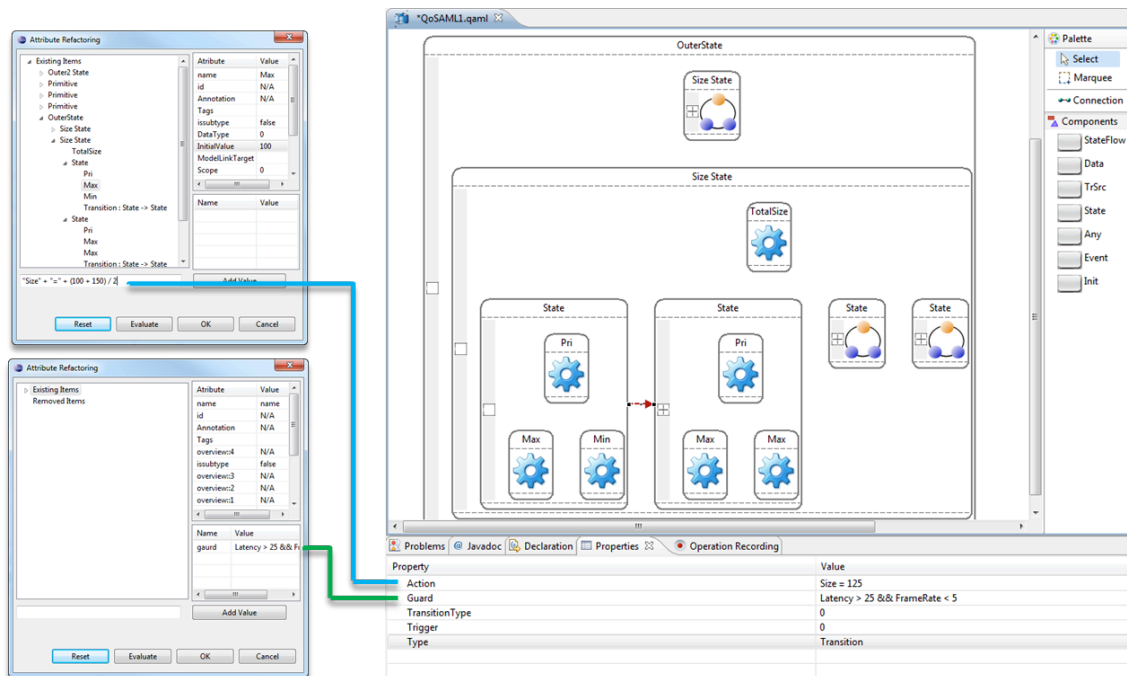 Attribute Refactoring
Existing Items
Outer2 State
Primitive
Primitive
Primitive
OuterState
Size State
Size State
TotalSize
State
Pri
Max
Min
Transition : State -> State
State
Pri
Max
Max
Transition : State -> State
Attribute Value
name Max
id N/A
Annotation N/A
Tags
issubtype false
DataType 0
InitialValue 100
ModelLinkTarget
Scope 0
Name Value
"Size" + "=" + (100 + 150) / 2
Add Value
Reset Evaluate OK Cancel
Attribute Refactoring
Existing Items
Removed Items
Atribute Value
name name
id N/A
Annotation N/A
Tags
overview::4 N/A
issubtype false
overview::3 N/A
overview::2 N/A
overview::1 N/A
Name Value
gaurd Latency > 25 && Fr
Add Value
Reset Evaluate OK Cancel
*QoSAML1.qaml
OuterState
Size State
Size State
TotalSize
State State State State
Pri Pri
Max Min Max Max
Palette
Select
Marquee
Connection
Components
StateFlow
Data
TrSrc
State
Any
Event
Init
Problems @ Javadoc Declaration Properties Operation Recording
Property Value
Action Size = 125
Guard Latency > 25 && FrameRate < 5
TransitionType 0
Trigger 0
Type Transition